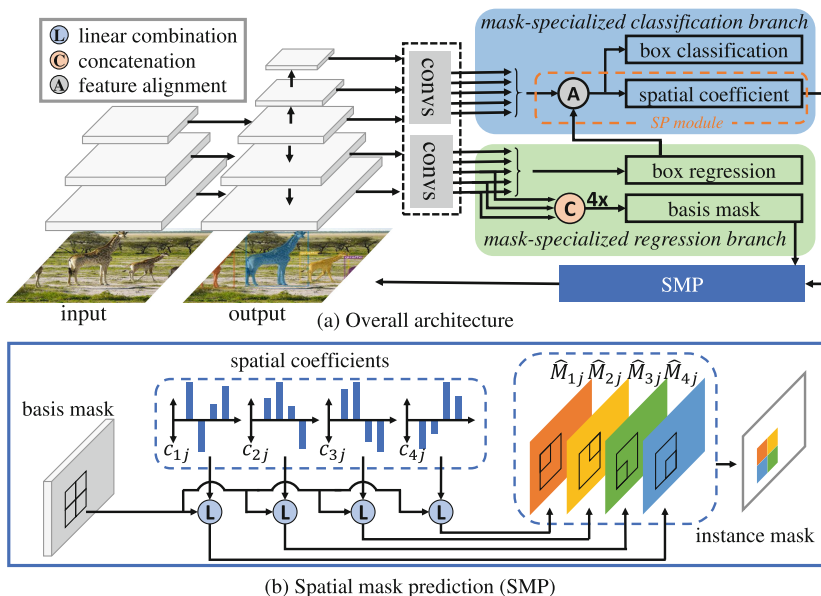 L linear combination
C concatenation
A feature alignment
convs
convs
mask-specialized classification branch
box classification
A
spatial coefficient
SP module
box regression
C
4x
basis mask
mask-specialized regression branch
SMP
input
output
(a) Overall architecture
spatial coefficients
basis mask
C1j
C2j
C3j
C4j
L
L
L
L
M̂1j M̂2j M̂3j M̂4j
instance mask
(b) Spatial mask prediction (SMP)